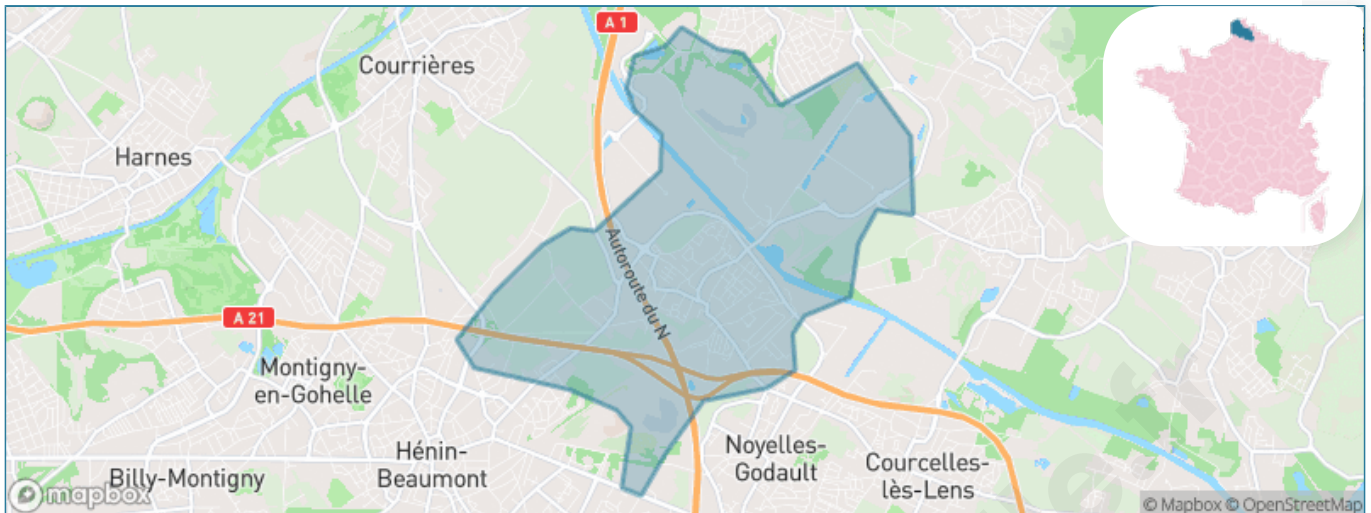 A 1
Courrières
Harnes
Autoroute du N
A 21
Montigny-
en-Gohelle
Hénin-
Beaumont
Noyelles-
Godault
Billy-Montigny
Courcelles-
lès-Lens
mapbox
© Mapbox © OpenStreetMap